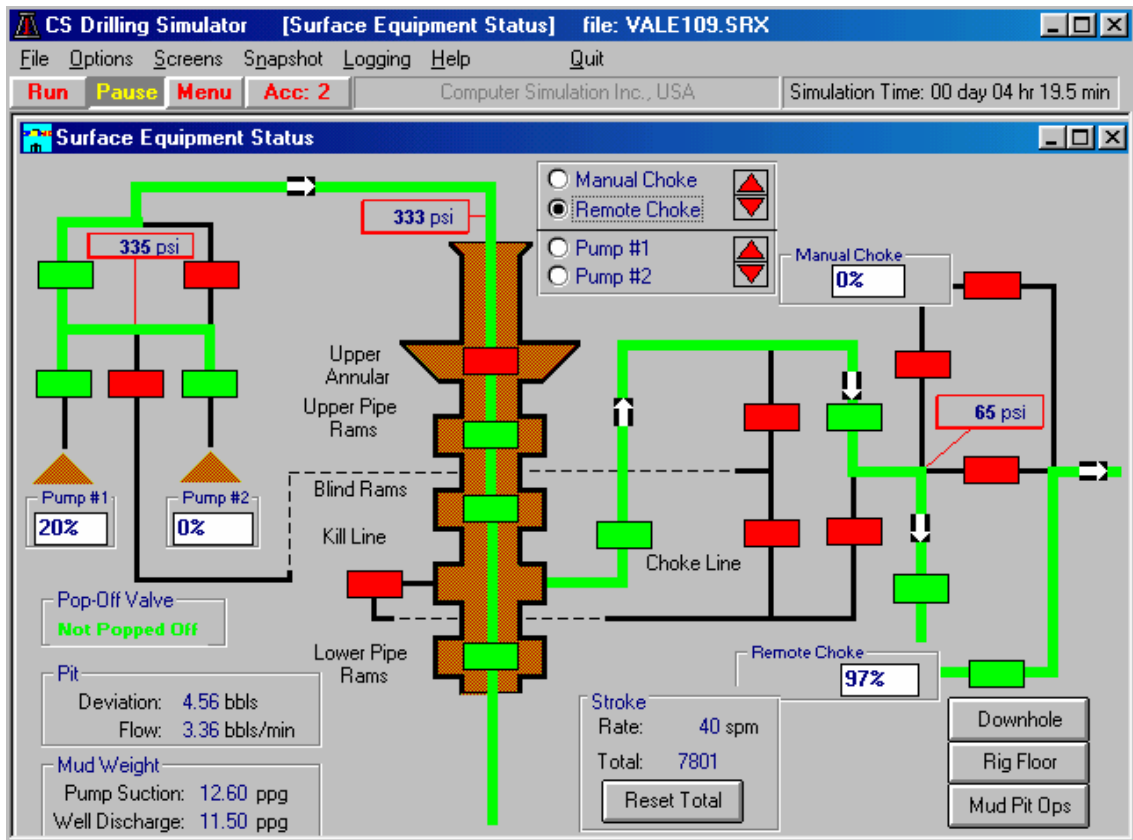 CS Drilling Simulator [Surface Equipment Status] file: VALE109.SRX
File Options Screens Snapshot Logging Help Quit
Run Pause Menu Acc: 2 Computer Simulation Inc., USA Simulation Time: 00 day 04 hr 19.5 min
Surface Equipment Status
Manual Choke
Remote Choke
Pump #1
Pump #2
333 psi
335 psi
Manual Choke
0%
Upper
Annular
Upper Pipe
Rams
65 psi
Blind Rams
Pump #1
20%
Pump #2
0%
Kill Line
Choke Line
Pop-Off Valve
Not Popped Off
Lower Pipe
Rams
Remote Choke
97%
Pit
Deviation: 4.56 bbls
Flow: 3.36 bbls/min
Stroke
Rate: 40 spm
Total: 7801
Reset Total
Downhole
Rig Floor
Mud Pit Ops
Mud Weight
Pump Suction: 12.60 ppg
Well Discharge: 11.50 ppg